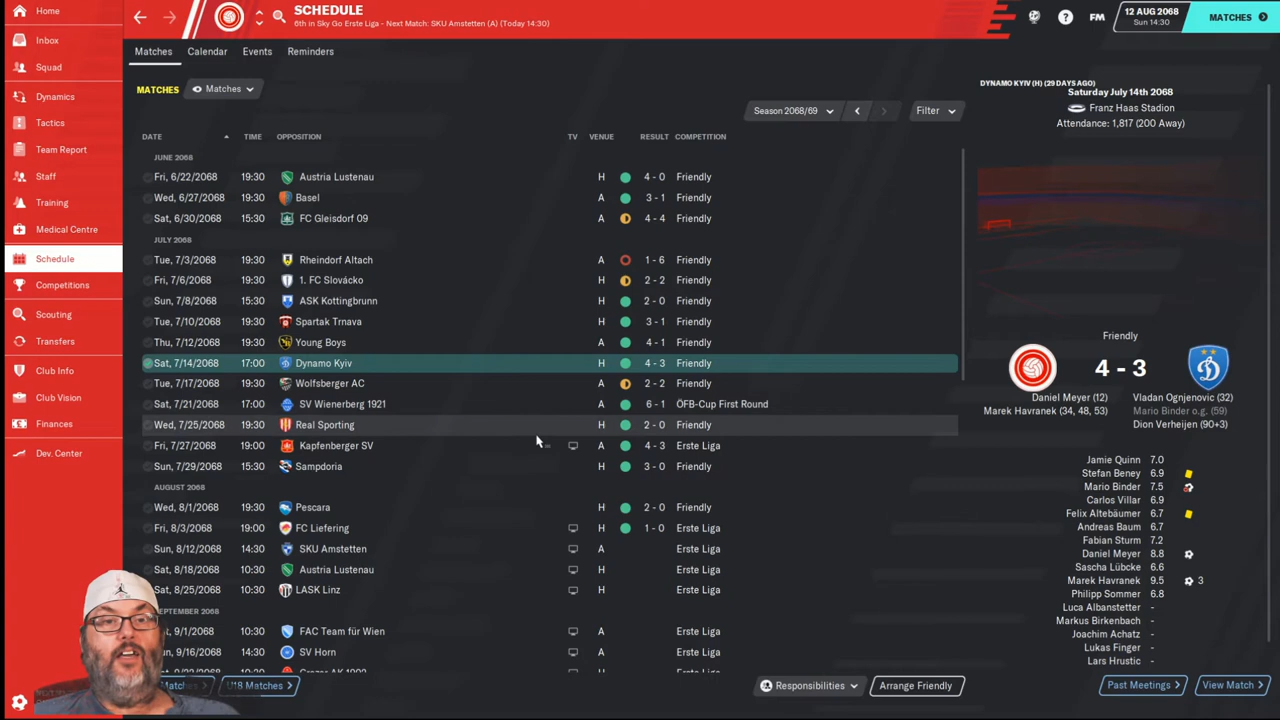 Home
Inbox
Squad
Dynamics
Tactics
Team Report
Staff
Training
Medical Centre
Schedule
Competitions
Scouting
Transfers
Club Info
Club Vision
Finances
Dev. Center
SCHEDULE
6th in Sky Go Erste Liga - Next Match: SKU Amstetten (A) (Today 14:30)
FM
12 AUG 2068
Sun 14:30
MATCHES
Matches Calendar Events Reminders
MATCHES Matches
Season 2068/69 Filter
DATE TIME OPPOSITION TV VENUE RESULT COMPETITION
JUNE 2068
Fri, 6/22/2068 19:30 Austria Lustenau H 4 - 0 Friendly
Wed, 6/27/2068 19:30 Basel A 3 - 1 Friendly
Sat, 6/30/2068 15:30 FC Gleisdorf 09 A 4 - 4 Friendly
JULY 2068
Tue, 7/3/2068 19:30 Rheindorf Altach A 1 - 6 Friendly
Fri, 7/6/2068 19:30 1. FC Slovácko H 2 - 2 Friendly
Sun, 7/8/2068 15:30 ASK Kottingbrunn H 2 - 0 Friendly
Tue, 7/10/2068 19:30 Spartak Trnava H 3 - 1 Friendly
Thu, 7/12/2068 19:30 Young Boys A 4 - 1 Friendly
Sat, 7/14/2068 17:00 Dynamo Kyiv H 4 - 3 Friendly
Tue, 7/17/2068 19:30 Wolfsberger AC A 2 - 2 Friendly
Sat, 7/21/2068 17:00 SV Wienerberg 1921 A 6 - 1 ÖFB-Cup First Round
Wed, 7/25/2068 19:30 Real Sporting H 2 - 0 Friendly
Fri, 7/27/2068 19:00 Kapfenberger SV A 4 - 3 Erste Liga
Sun, 7/29/2068 15:30 Sampdoria H 3 - 0 Friendly
AUGUST 2068
Wed, 8/1/2068 19:30 Pescara H 2 - 0 Friendly
Fri, 8/3/2068 19:00 FC Liefering H 1 - 0 Erste Liga
Sun, 8/12/2068 14:30 SKU Amstetten A Erste Liga
Sat, 8/18/2068 10:30 Austria Lustenau A Erste Liga
Sat, 8/25/2068 10:30 LASK Linz H Erste Liga
SEPTEMBER 2068
Sat, 9/1/2068 10:30 FAC Team für Wien A Erste Liga
Sun, 9/16/2068 14:30 SV Horn A Erste Liga
U18 Matches
Responsibilities Arrange Friendly
DYNAMO KYIV (H) (29 DAYS AGO)
Saturday July 14th 2068
Franz Haas Stadion
Attendance: 1,817 (200 Away)
Friendly
4 - 3
Daniel Meyer (12) Vladan Ognjenovic (32)
Marek Havranek (34, 48, 53) Mario Binder o.g. (59)
Dion Verheijen (90+3)
Jamie Quinn 7.0
Stefan Beney 6.9
Mario Binder 7.5
Carlos Villar 6.9
Felix Altebäumer 6.7
Andreas Baum 6.7
Fabian Sturm 7.2
Daniel Meyer 8.8
Sascha Lübcke 6.6
Marek Havranek 9.5 3
Philipp Sommer 6.8
Luca Albanstetter -
Markus Birkenbach -
Joachim Achatz -
Lukas Finger -
Lars Hrustic -
Past Meetings View Match